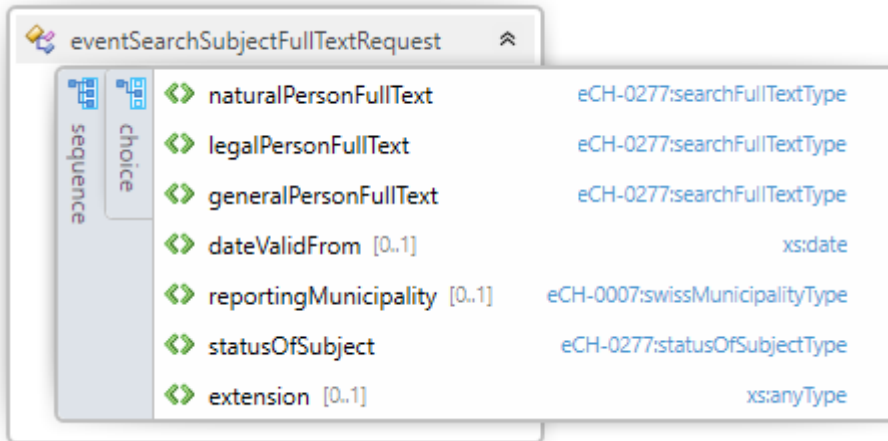 eventSearchSubjectFullTextRequest
sequence
choice
naturalPersonFullText eCH-0277:searchFullTextType
legalPersonFullText eCH-0277:searchFullTextType
generalPersonFullText eCH-0277:searchFullTextType
dateValidFrom [0..1] xs:date
reportingMunicipality [0..1] eCH-0007:swissMunicipalityType
statusOfSubject eCH-0277:statusOfSubjectType
extension [0..1] xs:anyType